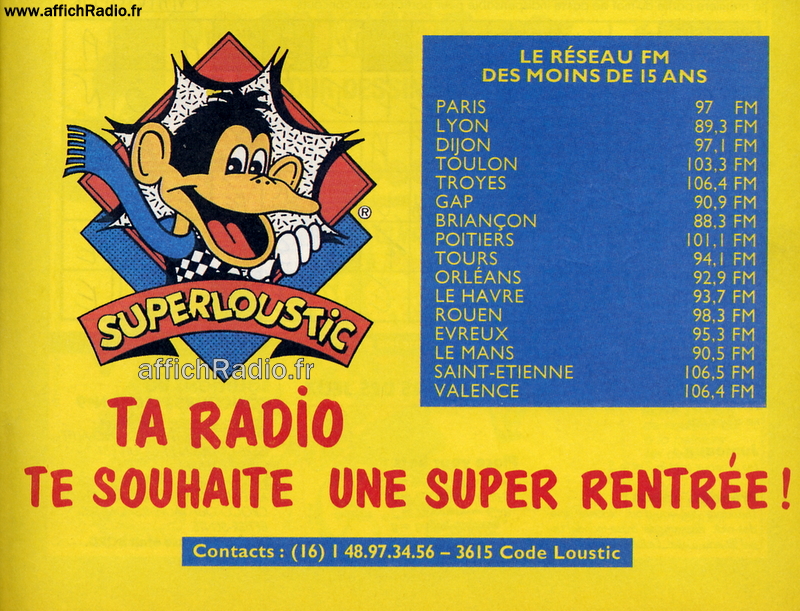 www.affichRadio.fr
SUPERLOUSTIC
®
affichRadio.fr
TA RADIO
TE SOUHAITE UNE SUPER RENTRÉE !
LE RÉSEAU FM
DES MOINS DE 15 ANS
PARIS 97 FM
LYON 89,3 FM
DIJON 97,1 FM
TOULON 103,3 FM
TROYES 106,4 FM
GAP 90,9 FM
BRIANÇON 88,3 FM
POITIERS 101,1 FM
TOURS 94,1 FM
ORLÉANS 92,9 FM
LE HAVRE 93,7 FM
ROUEN 98,3 FM
EVREUX 95,3 FM
LE MANS 90,5 FM
SAINT-ETIENNE 106,5 FM
VALENCE 106,4 FM
Contacts : (16) 1 48.97.34.56 – 3615 Code Loustic